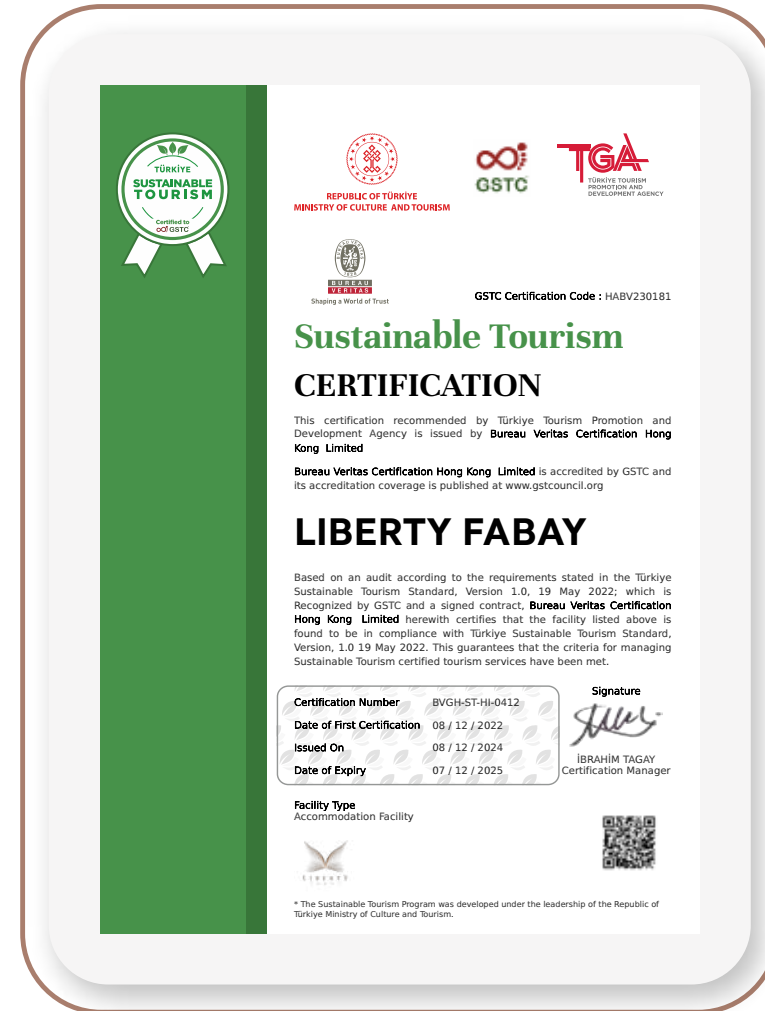 TÜRKİYE
SUSTAINABLE
TOURISM
Certified to
GSTC
REPUBLIC OF TÜRKİYE
MINISTRY OF CULTURE AND TOURISM
GSTC
TGA
TÜRKİYE TOURISM
PROMOTION AND
DEVELOPMENT AGENCY
BUREAU
VERITAS
Shaping a World of Trust
GSTC Certification Code : HABV230181
Sustainable Tourism
CERTIFICATION
This certification recommended by Türkiye Tourism Promotion and
Development Agency is issued by Bureau Veritas Certification Hong
Kong Limited
Bureau Veritas Certification Hong Kong Limited is accredited by GSTC and
its accreditation coverage is published at www.gstcouncil.org
LIBERTY FABAY
Based on an audit according to the requirements stated in the Türkiye
Sustainable Tourism Standard, Version 1.0, 19 May 2022; which is
Recognized by GSTC and a signed contract, Bureau Veritas Certification
Hong Kong Limited herewith certifies that the facility listed above is
found to be in compliance with Türkiye Sustainable Tourism Standard,
Version, 1.0 19 May 2022. This guarantees that the criteria for managing
Sustainable Tourism certified tourism services have been met.
Certification Number BVGH-ST-HI-0412
Date of First Certification 08 / 12 / 2022
Issued On 08 / 12 / 2024
Date of Expiry 07 / 12 / 2025
Signature
İBRAHİM TAGAY
Certification Manager
Facility Type
Accommodation Facility
LIBERTY
* The Sustainable Tourism Program was developed under the leadership of the Republic of
Türkiye Ministry of Culture and Tourism.